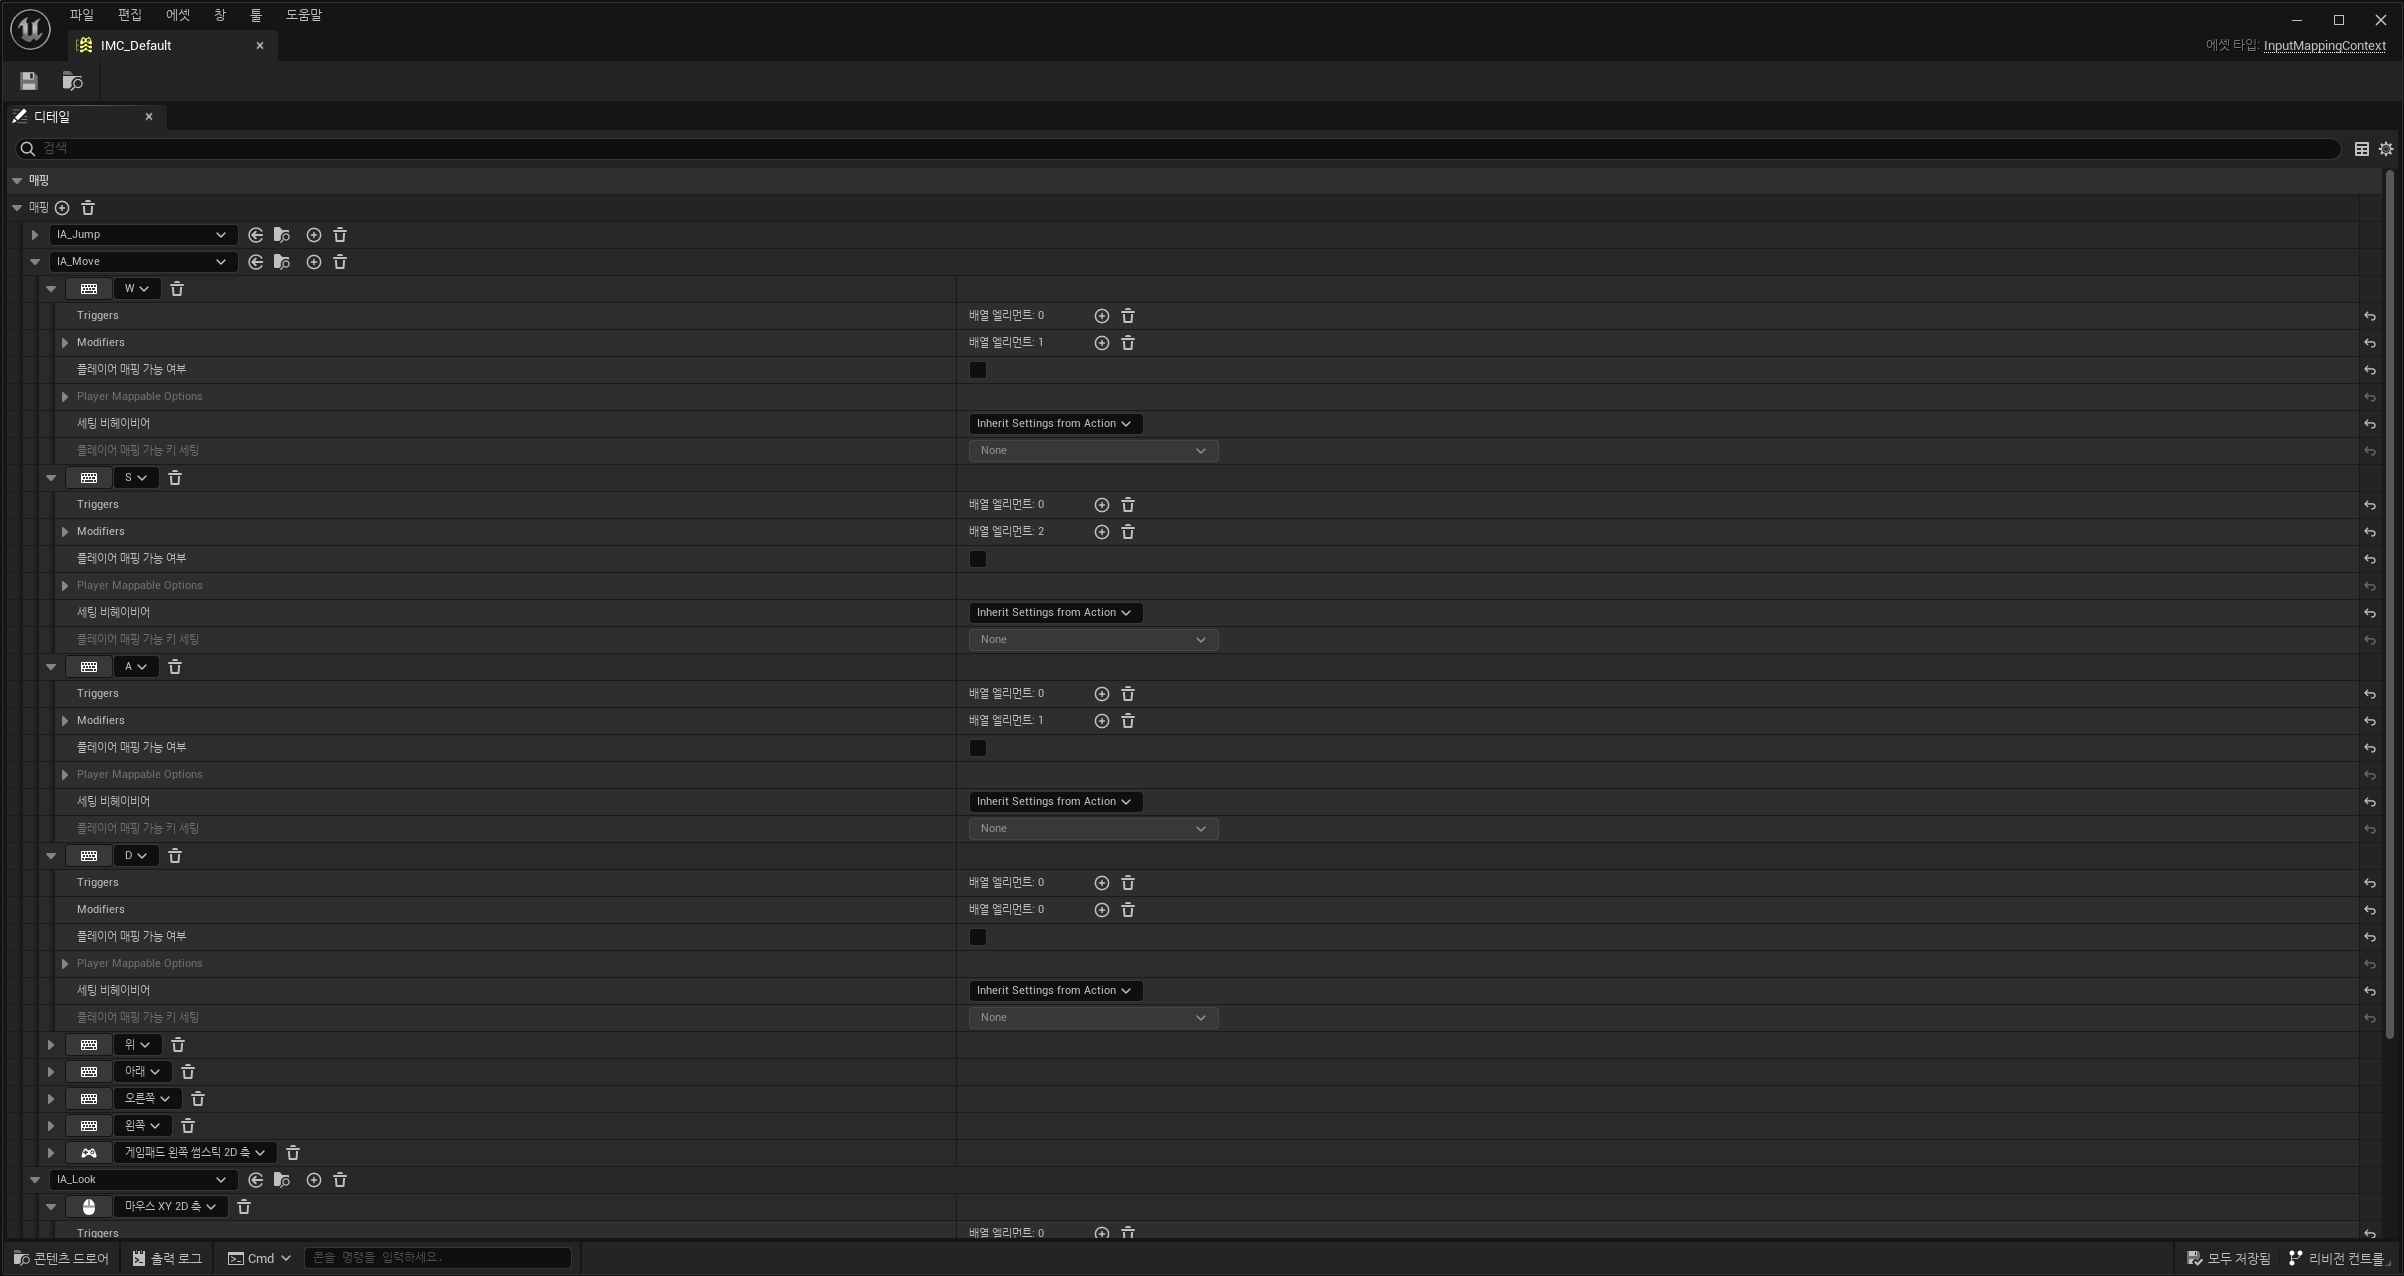 파일 편집 에셋 창 툴 도움말
IMC_Default
에셋 타입: InputMappingContext
디테일
검색
매핑
매핑
IA_Jump
IA_Move
W
Triggers 배열 엘리먼트: 0
Modifiers 배열 엘리먼트: 1
플레이어 매핑 가능 여부
Player Mappable Options
세팅 비헤이비어 Inherit Settings from Action
플레이어 매핑 가능 키 세팅 None
S
Triggers 배열 엘리먼트: 0
Modifiers 배열 엘리먼트: 2
플레이어 매핑 가능 여부
Player Mappable Options
세팅 비헤이비어 Inherit Settings from Action
플레이어 매핑 가능 키 세팅 None
A
Triggers 배열 엘리먼트: 0
Modifiers 배열 엘리먼트: 1
플레이어 매핑 가능 여부
Player Mappable Options
세팅 비헤이비어 Inherit Settings from Action
플레이어 매핑 가능 키 세팅 None
D
Triggers 배열 엘리먼트: 0
Modifiers 배열 엘리먼트: 0
플레이어 매핑 가능 여부
Player Mappable Options
세팅 비헤이비어 Inherit Settings from Action
플레이어 매핑 가능 키 세팅 None
위
아래
오른쪽
왼쪽
게임패드 왼쪽 썸스틱 2D 축
IA_Look
마우스 XY 2D 축
Triggers 배열 엘리먼트: 0
콘텐츠 드로어 출력 로그 Cmd 콘솔 명령을 입력하세요. 모두 저장됨 리비전 컨트롤